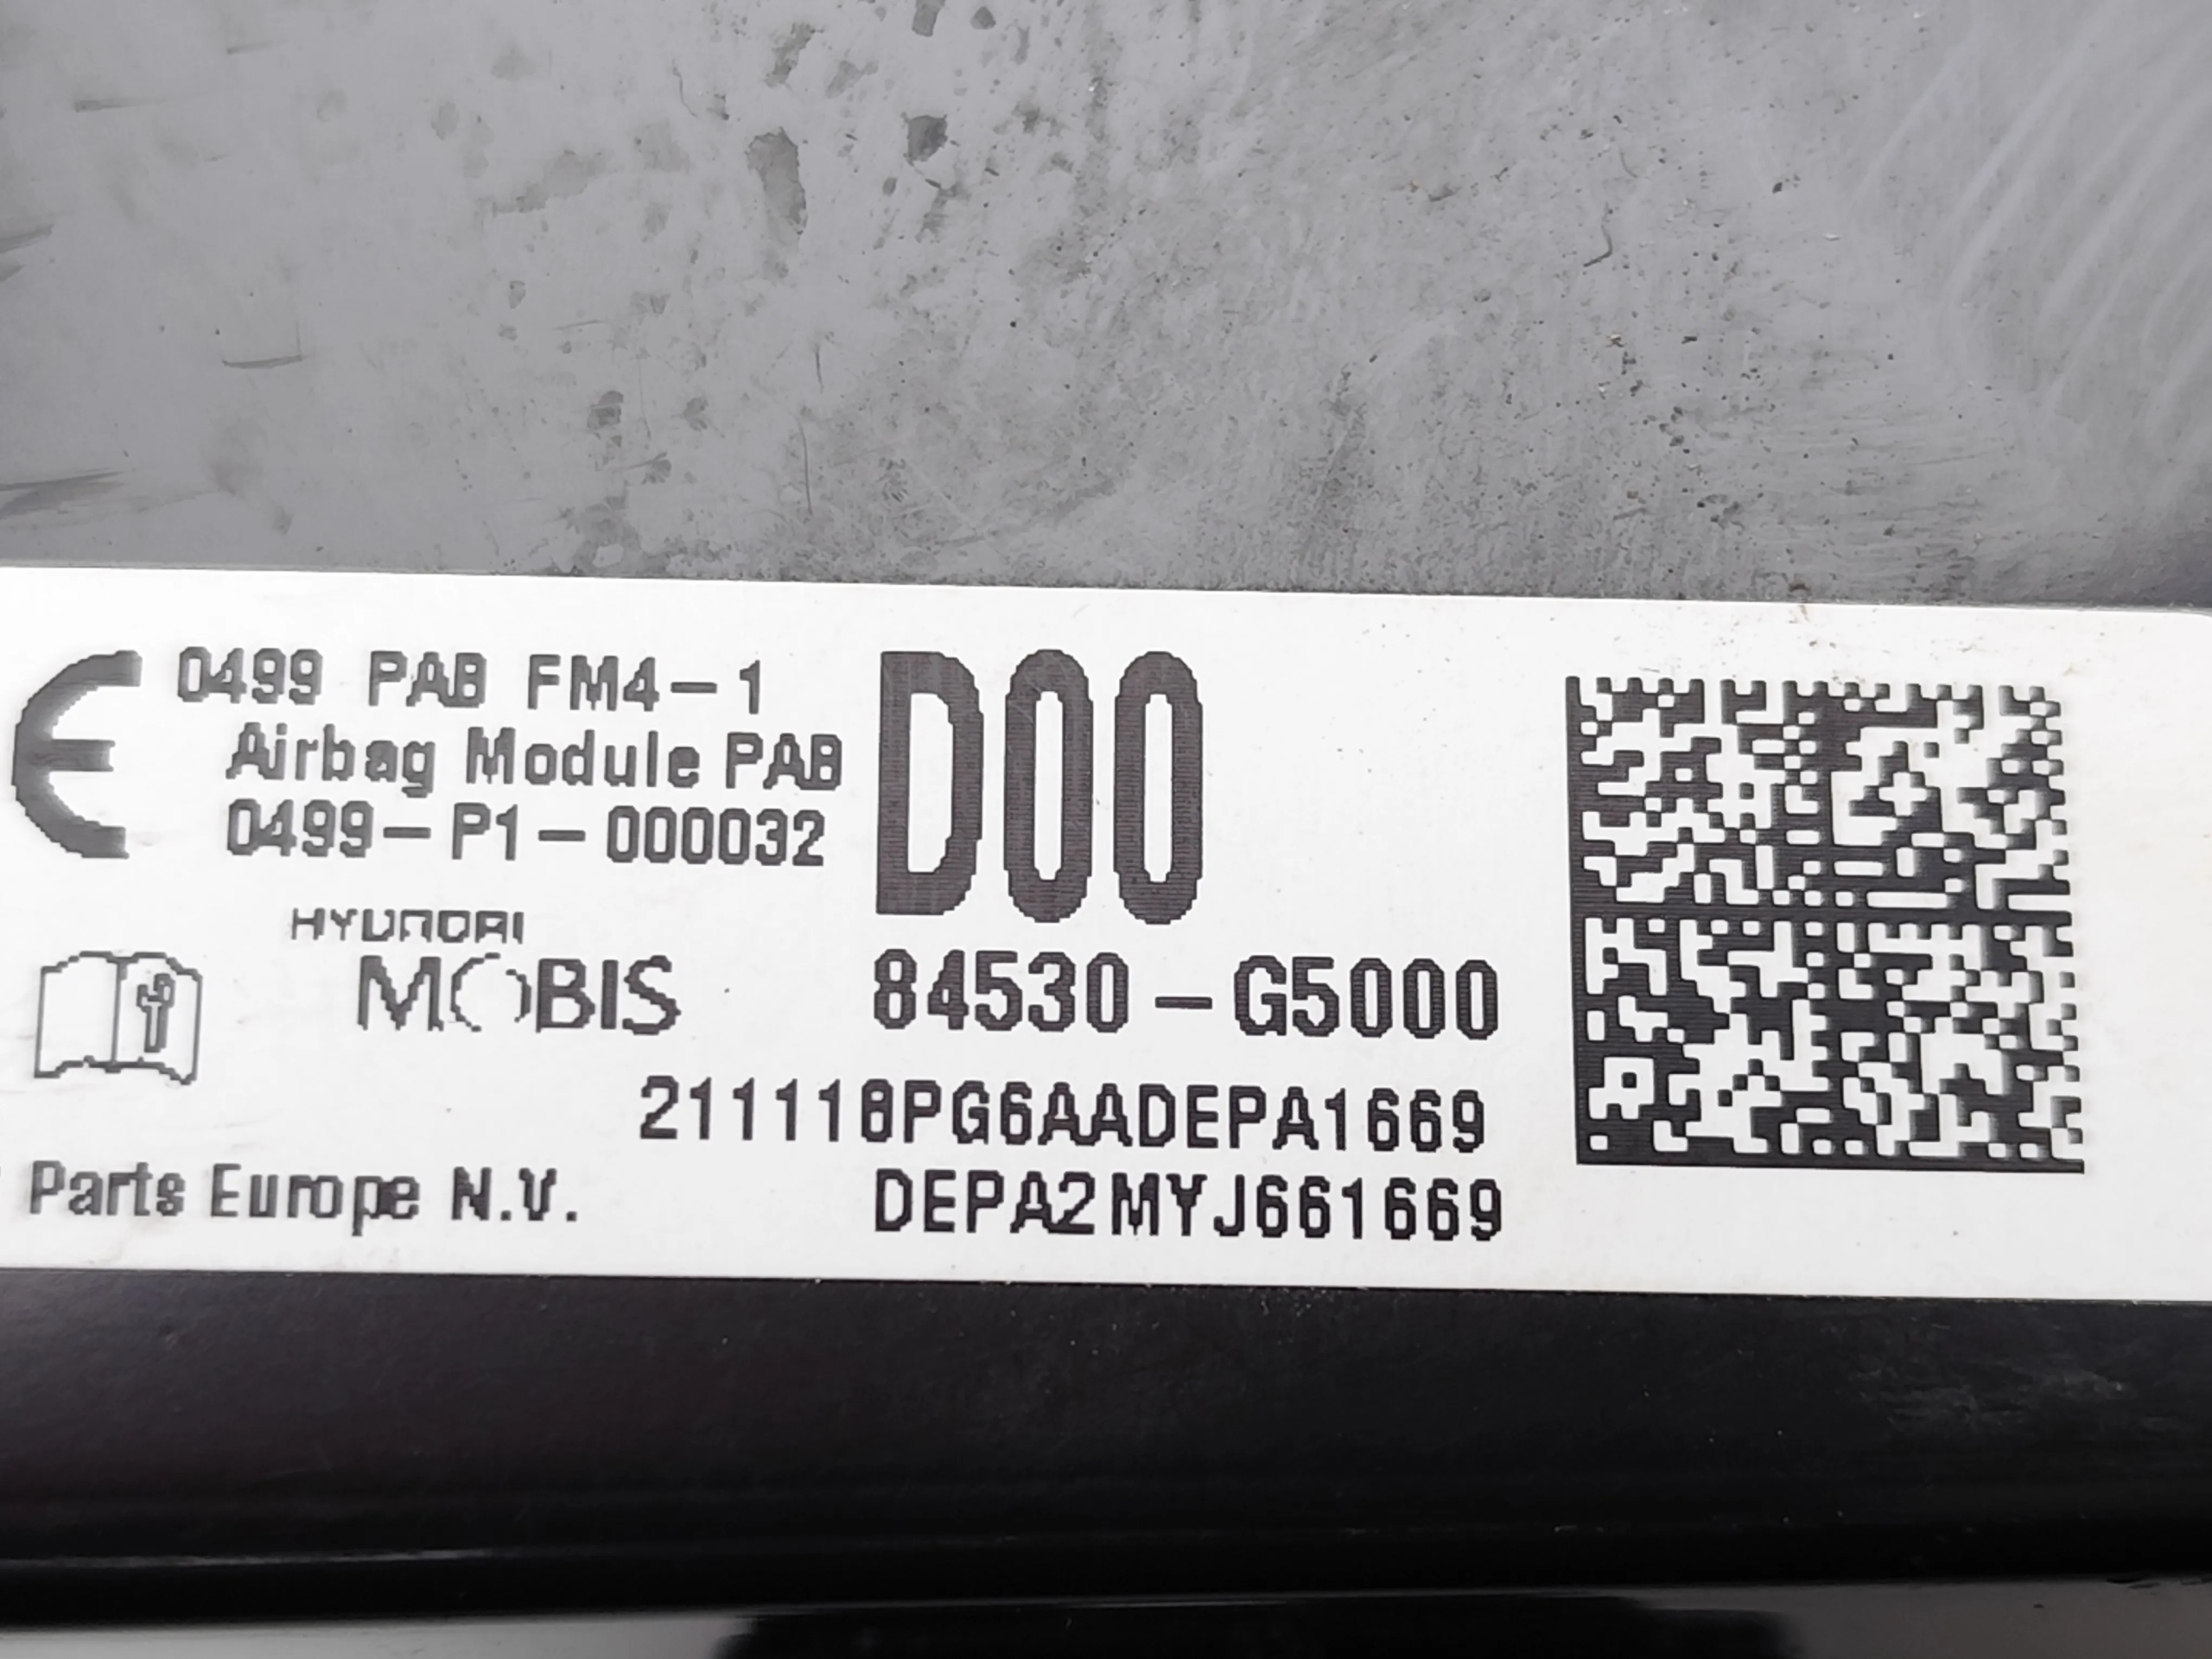 CE 0499 PAB FM4-1
Airbag Module PAB
0499-P1-000032
D00
HYUNDAI
MOBIS
84530-G5000
211118PG6AADEPA1669
Parts Europe N.V.
DEPA2MYJ661669